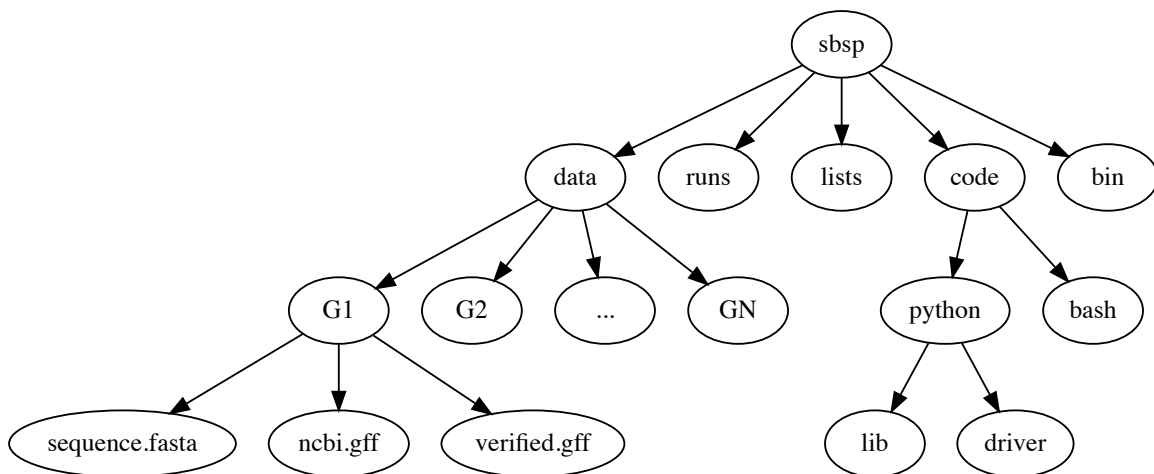 sbsp
data
runs
lists
code
bin
G1
G2
...
GN
python
bash
sequence.fasta
ncbi.gff
verified.gff
lib
driver